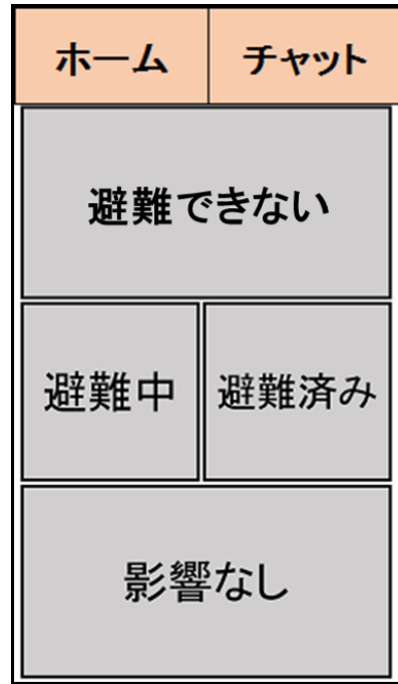 ホーム
チャット
避難できない
避難中
避難済み
影響なし